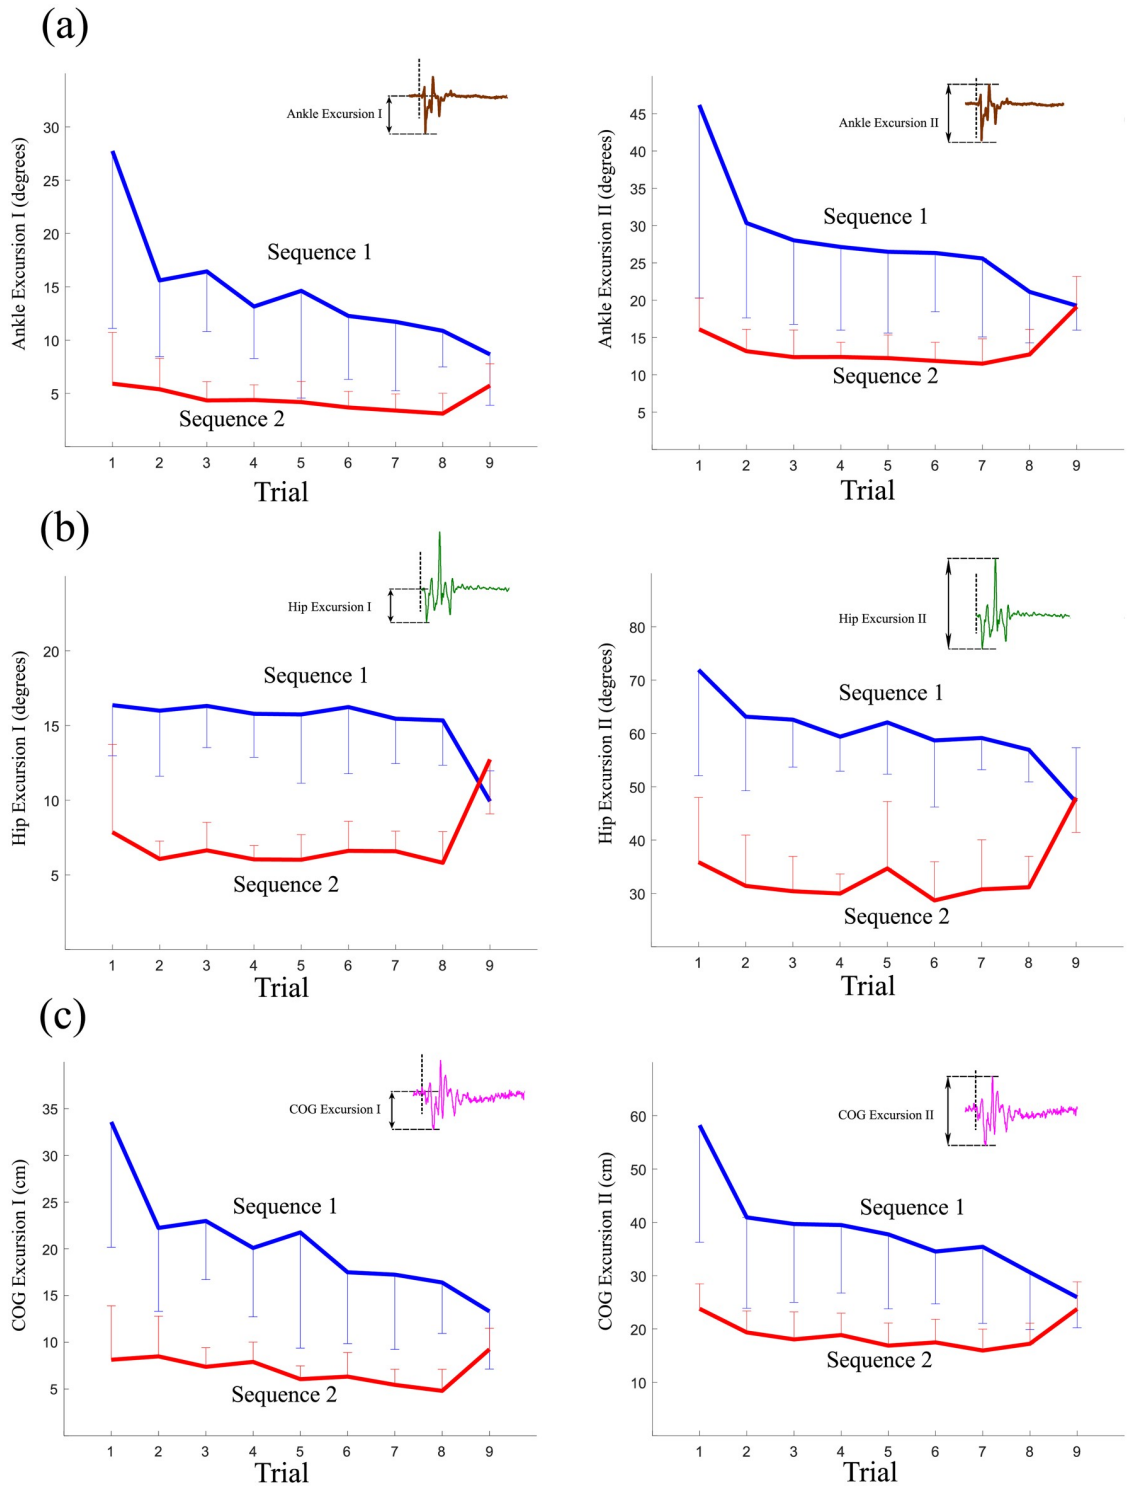 (a)
Ankle Excursion I (degrees)
30
25
20
15
10
5
Ankle Excursion I
Sequence 1
Sequence 2
1 2 3 4 5 6 7 8 9
Trial
Ankle Excursion II (degrees)
45
40
35
30
25
20
15
10
5
Ankle Excursion II
Sequence 1
Sequence 2
1 2 3 4 5 6 7 8 9
Trial
(b)
Hip Excursion I (degrees)
20
15
10
5
Hip Excursion I
Sequence 1
Sequence 2
1 2 3 4 5 6 7 8 9
Trial
Hip Excursion II (degrees)
80
70
60
50
40
30
Hip Excursion II
Sequence 1
Sequence 2
1 2 3 4 5 6 7 8 9
Trial
(c)
COG Excursion I (cm)
35
30
25
20
15
10
5
COG Excursion I
Sequence 1
Sequence 2
1 2 3 4 5 6 7 8 9
Trial
COG Excursion II (cm)
60
50
40
30
20
10
COG Excursion II
Sequence 1
Sequence 2
1 2 3 4 5 6 7 8 9
Trial